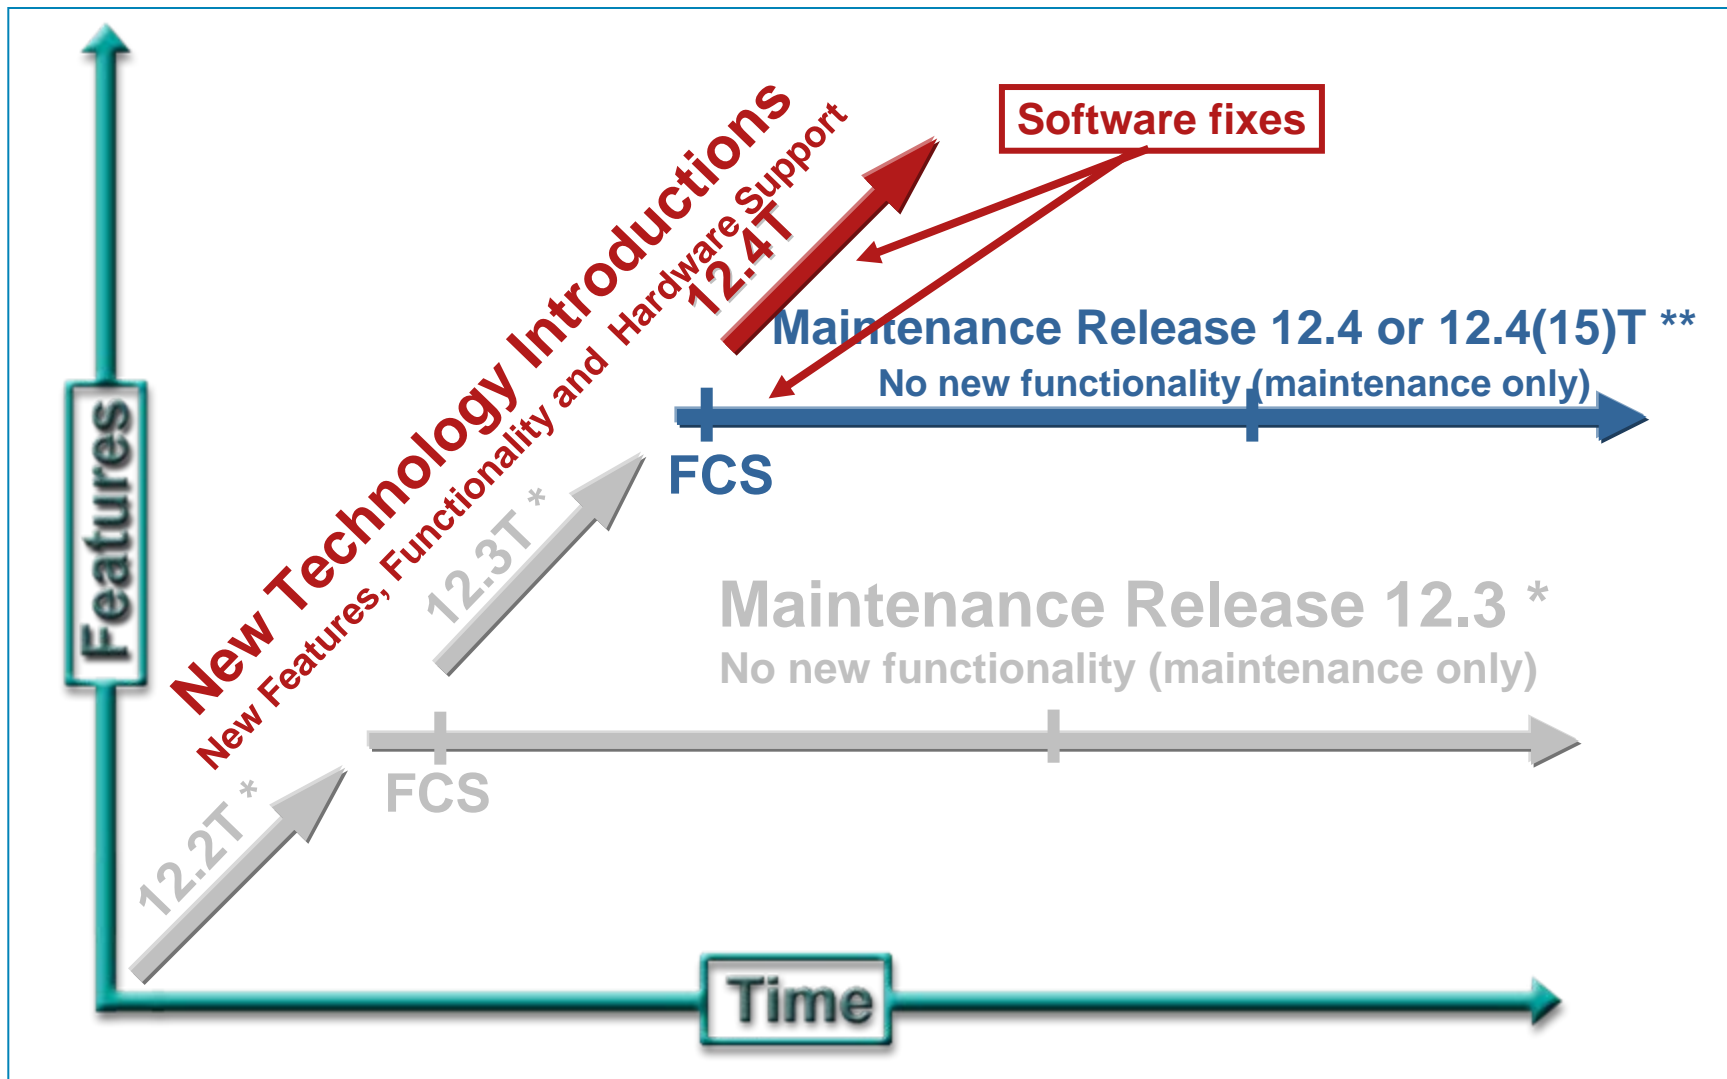 Software fixes
New Technology Introductions
New Features, Functionality and Hardware Support
12.4T
Maintenance Release 12.4 or 12.4(15)T **
No new functionality (maintenance only)
FCS
12.3T *
Maintenance Release 12.3 *
No new functionality (maintenance only)
FCS
12.2T *
Features
Time